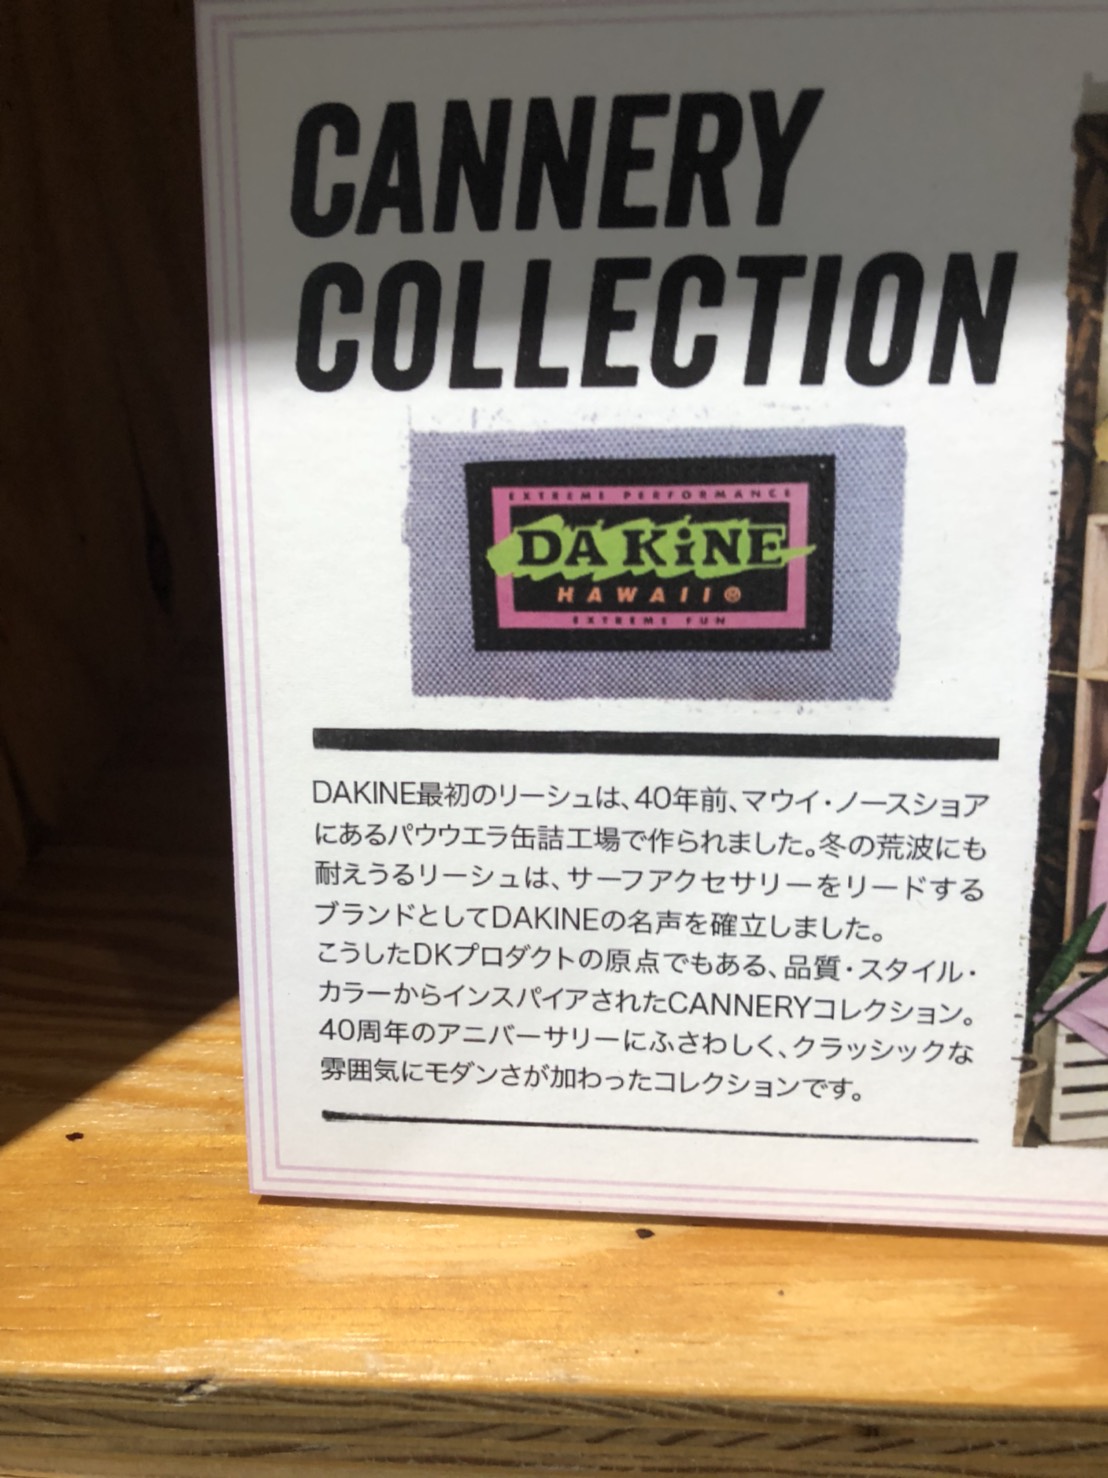 CANNERY
COLLECTION
EXTREME PERFORMANCE
DAKiNE
HAWAII®
EXTREME FUN
DAKINE最初のリーシュは、40年前、マウイ・ノースショア
にあるパウウエラ缶詰工場で作られました。冬の荒波にも
耐えうるリーシュは、サーフアクセサリーをリードする
ブランドとしてDAKINEの名声を確立しました。
こうしたDKプロダクトの原点でもある、品質・スタイル・
カラーからインスパイアされたCANNERYコレクション。
40周年のアニバーサリーにふさわしく、クラッシックな
雰囲気にモダンさが加わったコレクションです。